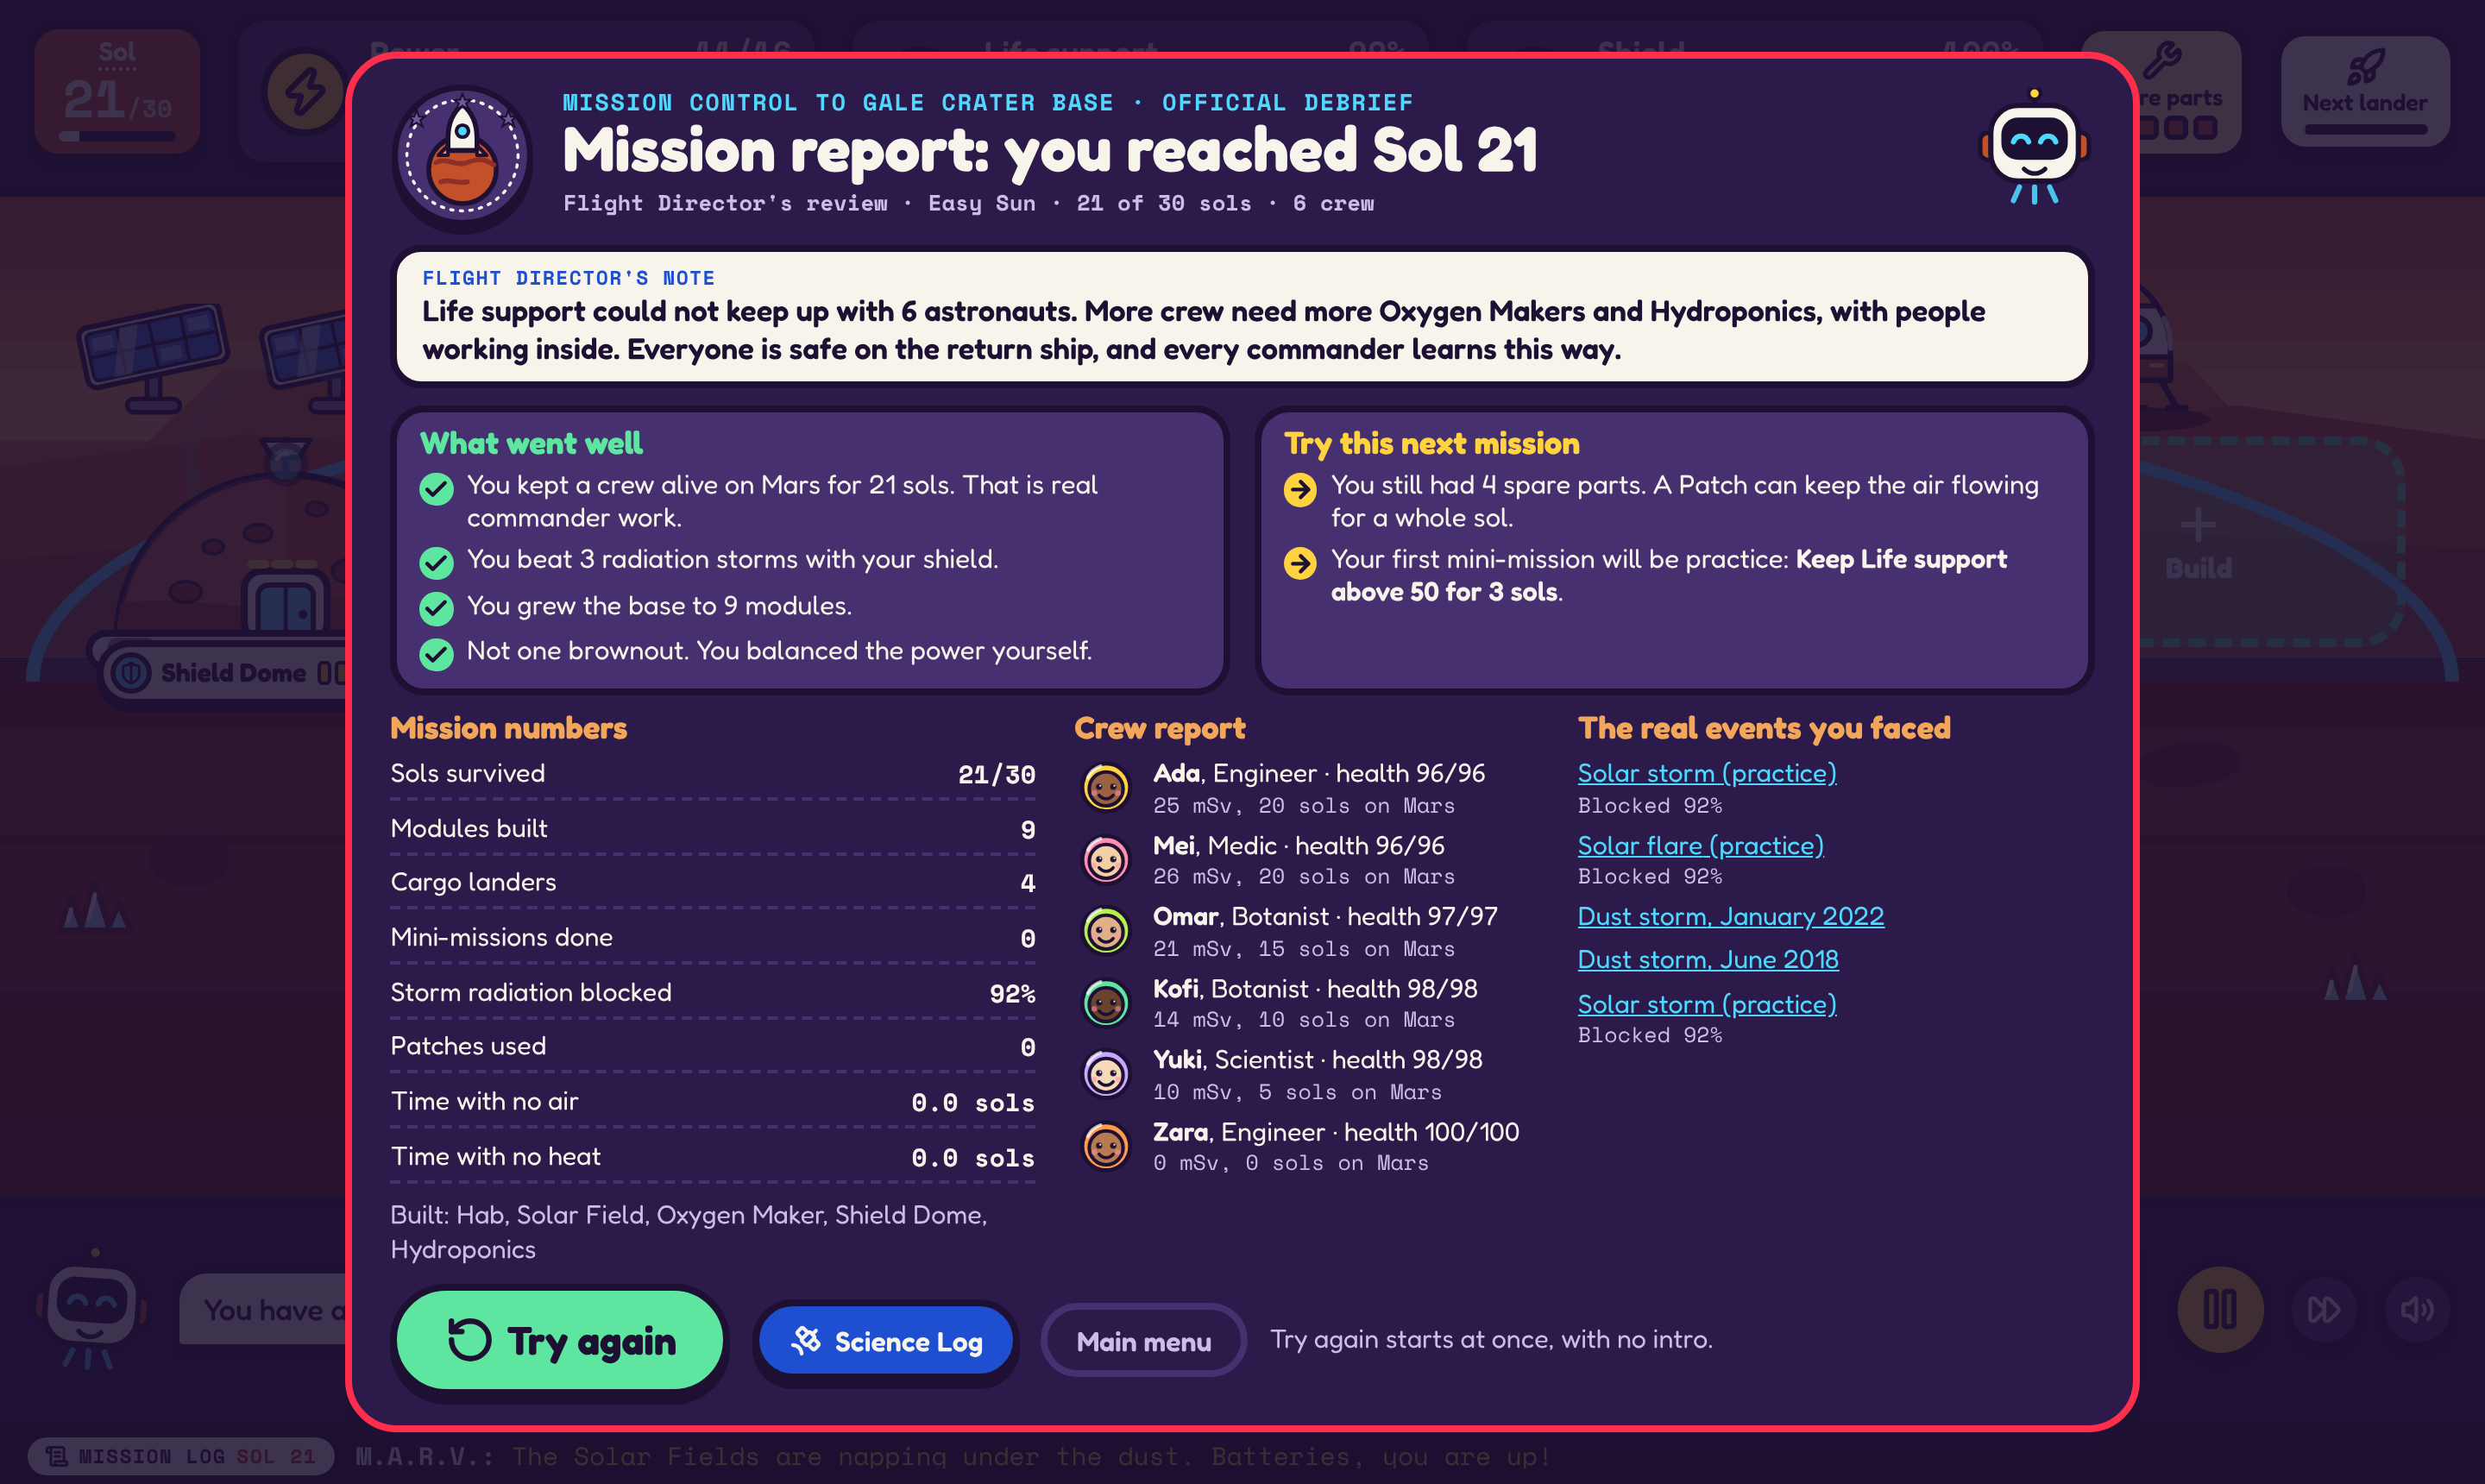 Sol
21/30
Power 44/46
Life support 99%
Shield 100%
re parts
Next lander
MISSION CONTROL TO GALE CRATER BASE · OFFICIAL DEBRIEF
Mission report: you reached Sol 21
Flight Director's review · Easy Sun · 21 of 30 sols · 6 crew
FLIGHT DIRECTOR'S NOTE
Life support could not keep up with 6 astronauts. More crew need more Oxygen Makers and Hydroponics, with people
working inside. Everyone is safe on the return ship, and every commander learns this way.
What went well
You kept a crew alive on Mars for 21 sols. That is real
commander work.
You beat 3 radiation storms with your shield.
You grew the base to 9 modules.
Not one brownout. You balanced the power yourself.
Try this next mission
You still had 4 spare parts. A Patch can keep the air flowing
for a whole sol.
Your first mini-mission will be practice: Keep Life support
above 50 for 3 sols.
Build
Shield Dome
Mission numbers
Sols survived 21/30
Modules built 9
Cargo landers 4
Mini-missions done 0
Storm radiation blocked 92%
Patches used 0
Time with no air 0.0 sols
Time with no heat 0.0 sols
Built: Hab, Solar Field, Oxygen Maker, Shield Dome,
Hydroponics
Crew report
Ada, Engineer · health 96/96
25 mSv, 20 sols on Mars
Mei, Medic · health 96/96
26 mSv, 20 sols on Mars
Omar, Botanist · health 97/97
21 mSv, 15 sols on Mars
Kofi, Botanist · health 98/98
14 mSv, 10 sols on Mars
Yuki, Scientist · health 98/98
10 mSv, 5 sols on Mars
Zara, Engineer · health 100/100
0 mSv, 0 sols on Mars
The real events you faced
Solar storm (practice)
Blocked 92%
Solar flare (practice)
Blocked 92%
Dust storm, January 2022
Dust storm, June 2018
Solar storm (practice)
Blocked 92%
You have a
Try again
Science Log
Main menu
Try again starts at once, with no intro.
MISSION LOG SOL 21
M.A.R.V.: The Solar Fields are napping under the dust. Batteries, you are up!